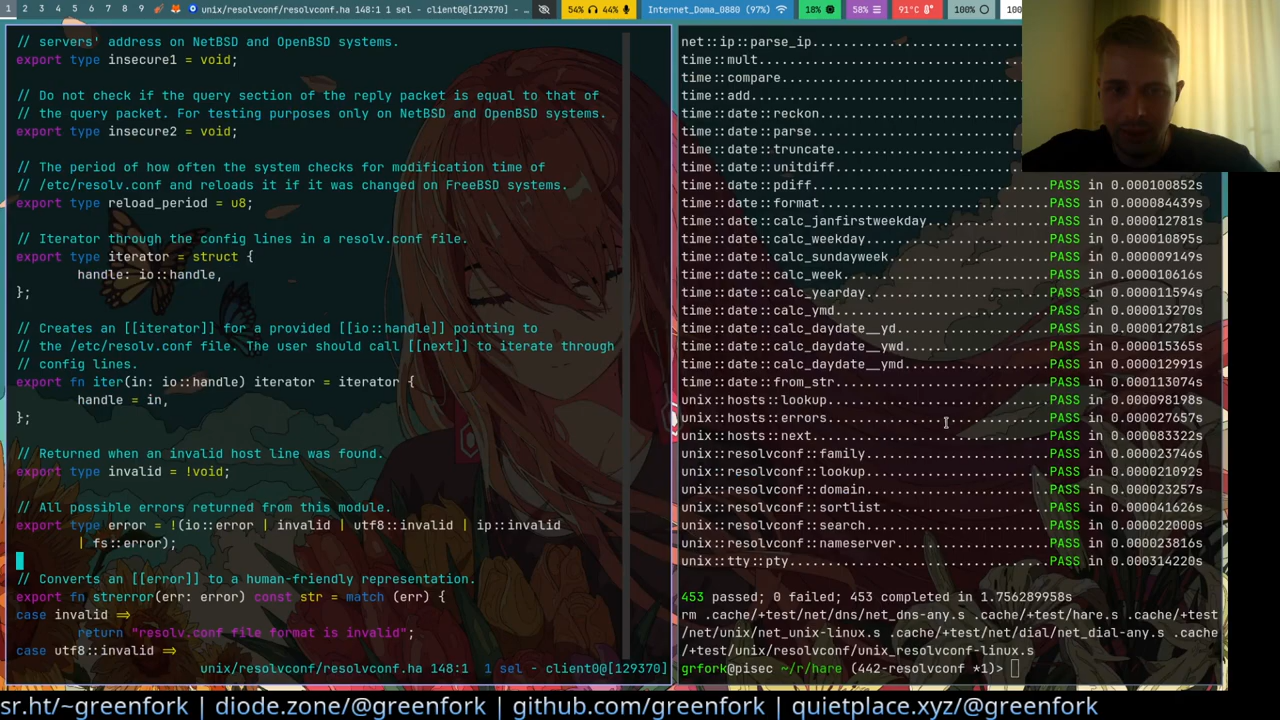 1 2 3 4 5 6 7 8 9 unix/resolvconf/resolvconf.ha 148:1 1 sel - client0@[129370] - … 54% 44% Internet_Doma_0880 (97%) 18% 58% 91°C 100%
// servers' address on NetBSD and OpenBSD systems.
export type insecure1 = void;
// Do not check if the query section of the reply packet is equal to that of
// the query packet. For testing purposes only on NetBSD and OpenBSD systems.
export type insecure2 = void;
// The period of how often the system checks for modification time of
// /etc/resolv.conf and reloads it if it was changed on FreeBSD systems.
export type reload_period = u8;
// Iterator through the config lines in a resolv.conf file.
export type iterator = struct {
        handle: io::handle,
};
// Creates an [[iterator]] for a provided [[io::handle]] pointing to
// the /etc/resolv.conf file. The user should call [[next]] to iterate through
// config lines.
export fn iter(in: io::handle) iterator = iterator {
        handle = in,
};
// Returned when an invalid host line was found.
export type invalid = !void;
// All possible errors returned from this module.
export type error = !(io::error | invalid | utf8::invalid | ip::invalid
        | fs::error);
// Converts an [[error]] to a human-friendly representation.
export fn strerror(err: error) const str = match (err) {
case invalid =>
        return "resolv.conf file format is invalid";
case utf8::invalid =>
unix/resolvconf/resolvconf.ha 148:1 1 sel - client0@[129370]
net::ip::parse_ip..................................
time::mult..........................................
time::compare.......................................
time::add...........................................
time::date::reckon..................................
time::date::parse...................................
time::date::truncate................................
time::date::unitdiff................................
time::date::pdiff....................................PASS in 0.000100852s
time::date::format...................................PASS in 0.000084439s
time::date::calc_janfirstweekday.....................PASS in 0.000012781s
time::date::calc_weekday.............................PASS in 0.000010895s
time::date::calc_sundayweek..........................PASS in 0.000009149s
time::date::calc_week................................PASS in 0.000010616s
time::date::calc_yearday.............................PASS in 0.000011594s
time::date::calc_ymd.................................PASS in 0.000013270s
time::date::calc_daydate__yd.........................PASS in 0.000012781s
time::date::calc_daydate__ywd........................PASS in 0.000015365s
time::date::calc_daydate__ymd........................PASS in 0.000012991s
time::date::from_str.................................PASS in 0.000113074s
unix::hosts::lookup..................................PASS in 0.000098198s
unix::hosts::errors..................................PASS in 0.000027657s
unix::hosts::next....................................PASS in 0.000083322s
unix::resolvconf::family.............................PASS in 0.000023746s
unix::resolvconf::lookup.............................PASS in 0.000021092s
unix::resolvconf::domain.............................PASS in 0.000023257s
unix::resolvconf::sortlist...........................PASS in 0.000041626s
unix::resolvconf::search.............................PASS in 0.000022000s
unix::resolvconf::nameserver.........................PASS in 0.000023816s
unix::tty::pty.......................................PASS in 0.000314220s
453 passed; 0 failed; 453 completed in 1.756289958s
rm .cache/+test/net/dns/net_dns-any.s .cache/+test/hare.s .cache/+test
/net/unix/net_unix-linux.s .cache/+test/net/dial/net_dial-any.s .cache
/+test/unix/resolvconf/unix_resolvconf-linux.s
grfork@pisec ~/r/hare (442-resolvconf *1)>
sr.ht/~greenfork | diode.zone/@greenfork | github.com/greenfork | quietplace.xyz/@greenfork